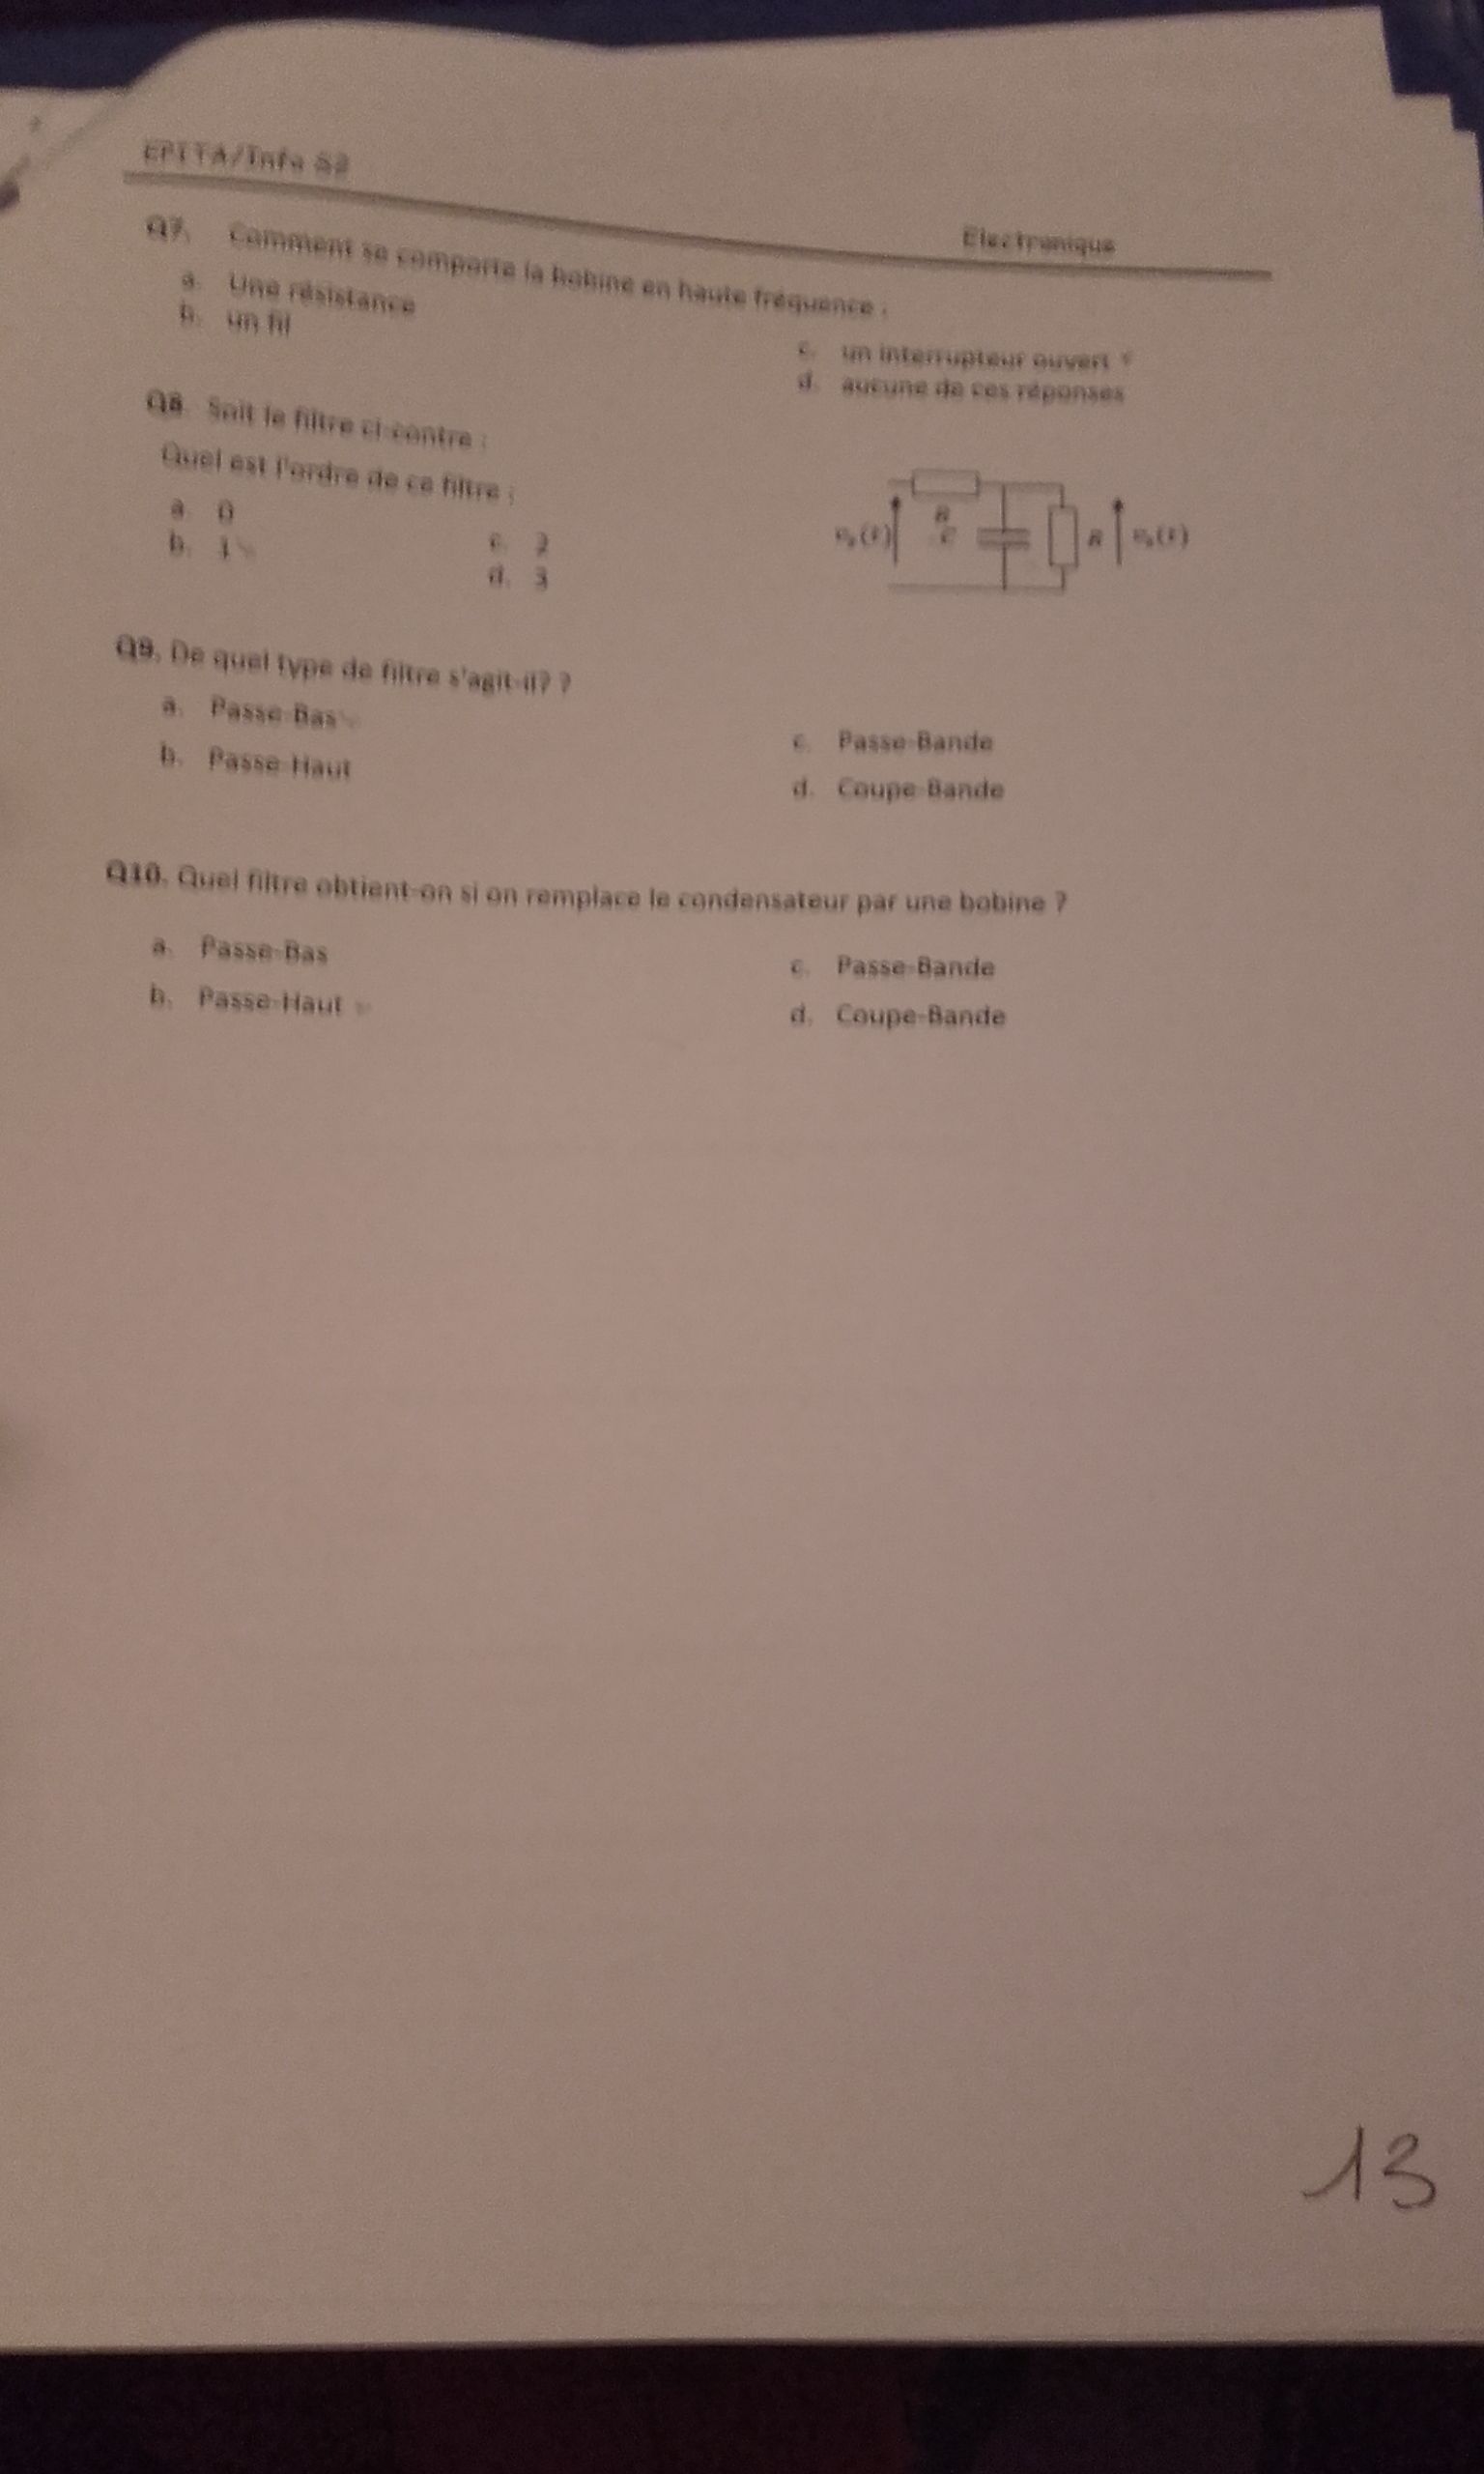 EPITA/Info S3
Electronique
Q7. Comment se comporte la bobine en haute fréquence :
a. Une résistance
b. un fil
c. un interrupteur ouvert
d. aucune de ces réponses
Q8. Soit le filtre ci-contre :
Quel est l'ordre de ce filtre :
a. 0
b. 1
c. 2
d. 3
R
C
R
Q9. De quel type de filtre s'agit-il? ?
a. Passe-Bas
b. Passe-Haut
c. Passe-Bande
d. Coupe-Bande
Q10. Quel filtre obtient-on si on remplace le condensateur par une bobine ?
a. Passe-Bas
b. Passe-Haut
c. Passe-Bande
d. Coupe-Bande
13